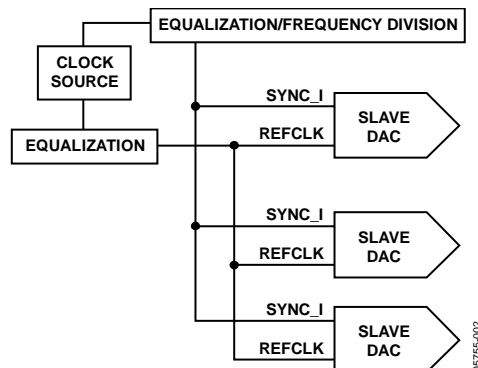 EQUALIZATION/FREQUENCY DIVISION
CLOCK
SOURCE
EQUALIZATION
SYNC_I
REFCLK
SLAVE
DAC
SYNC_I
REFCLK
SLAVE
DAC
SYNC_I
REFCLK
SLAVE
DAC